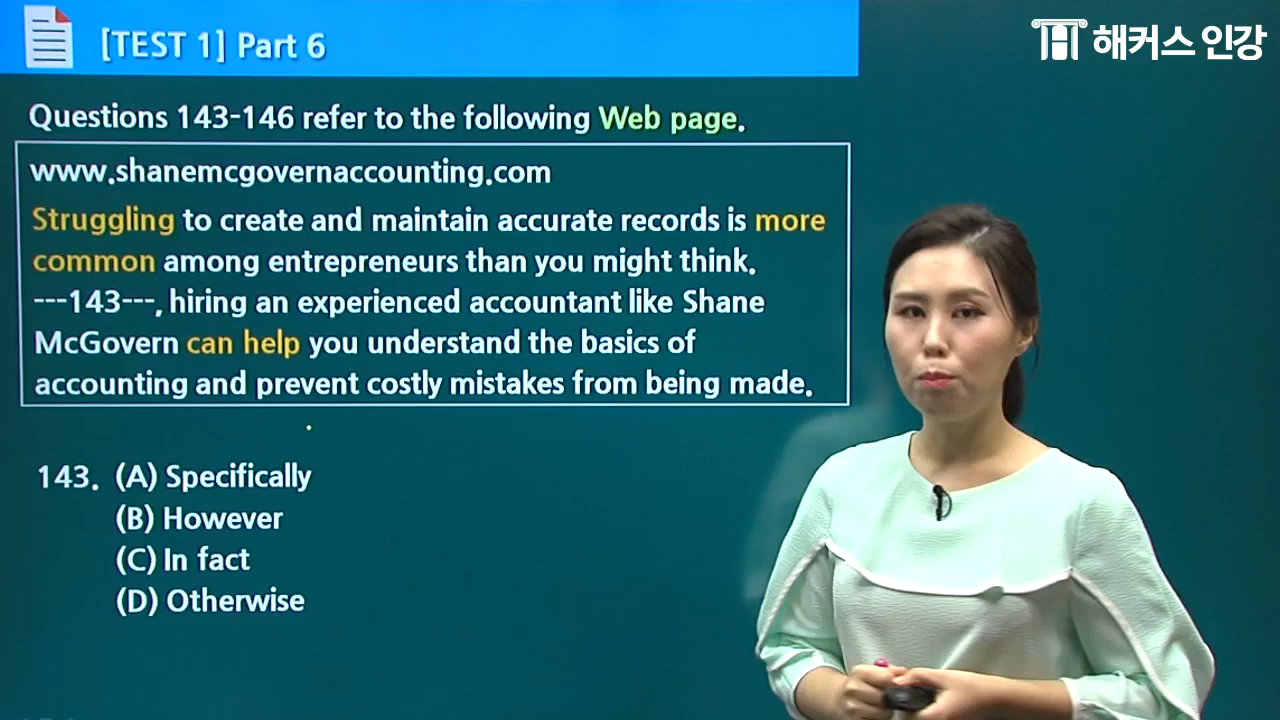 [TEST 1] Part 6
해커스 인강
Questions 143-146 refer to the following Web page.
www.shanemcgovernaccounting.com
Struggling to create and maintain accurate records is more
common among entrepreneurs than you might think.
---143---, hiring an experienced accountant like Shane
McGovern can help you understand the basics of
accounting and prevent costly mistakes from being made.
143. (A) Specifically
(B) However
(C) In fact
(D) Otherwise